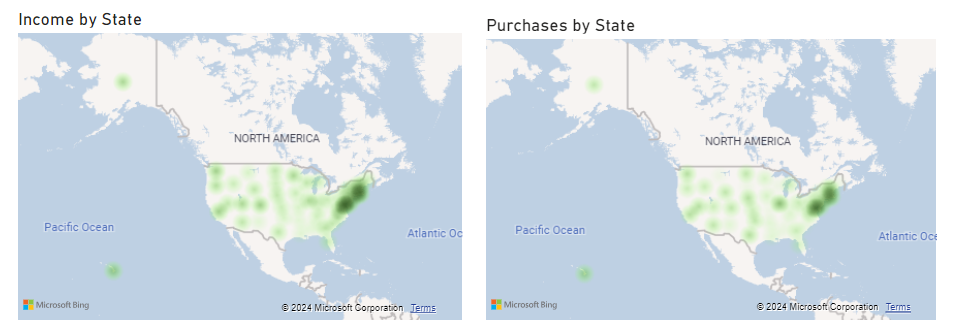 Income by State
NORTH AMERICA
Pacific Ocean
Atlantic Oc
Microsoft Bing
© 2024 Microsoft Corporation Terms
Purchases by State
NORTH AMERICA
Pacific Ocean
Atlantic Oce
Microsoft Bing
© 2024 Microsoft Corporation Terms